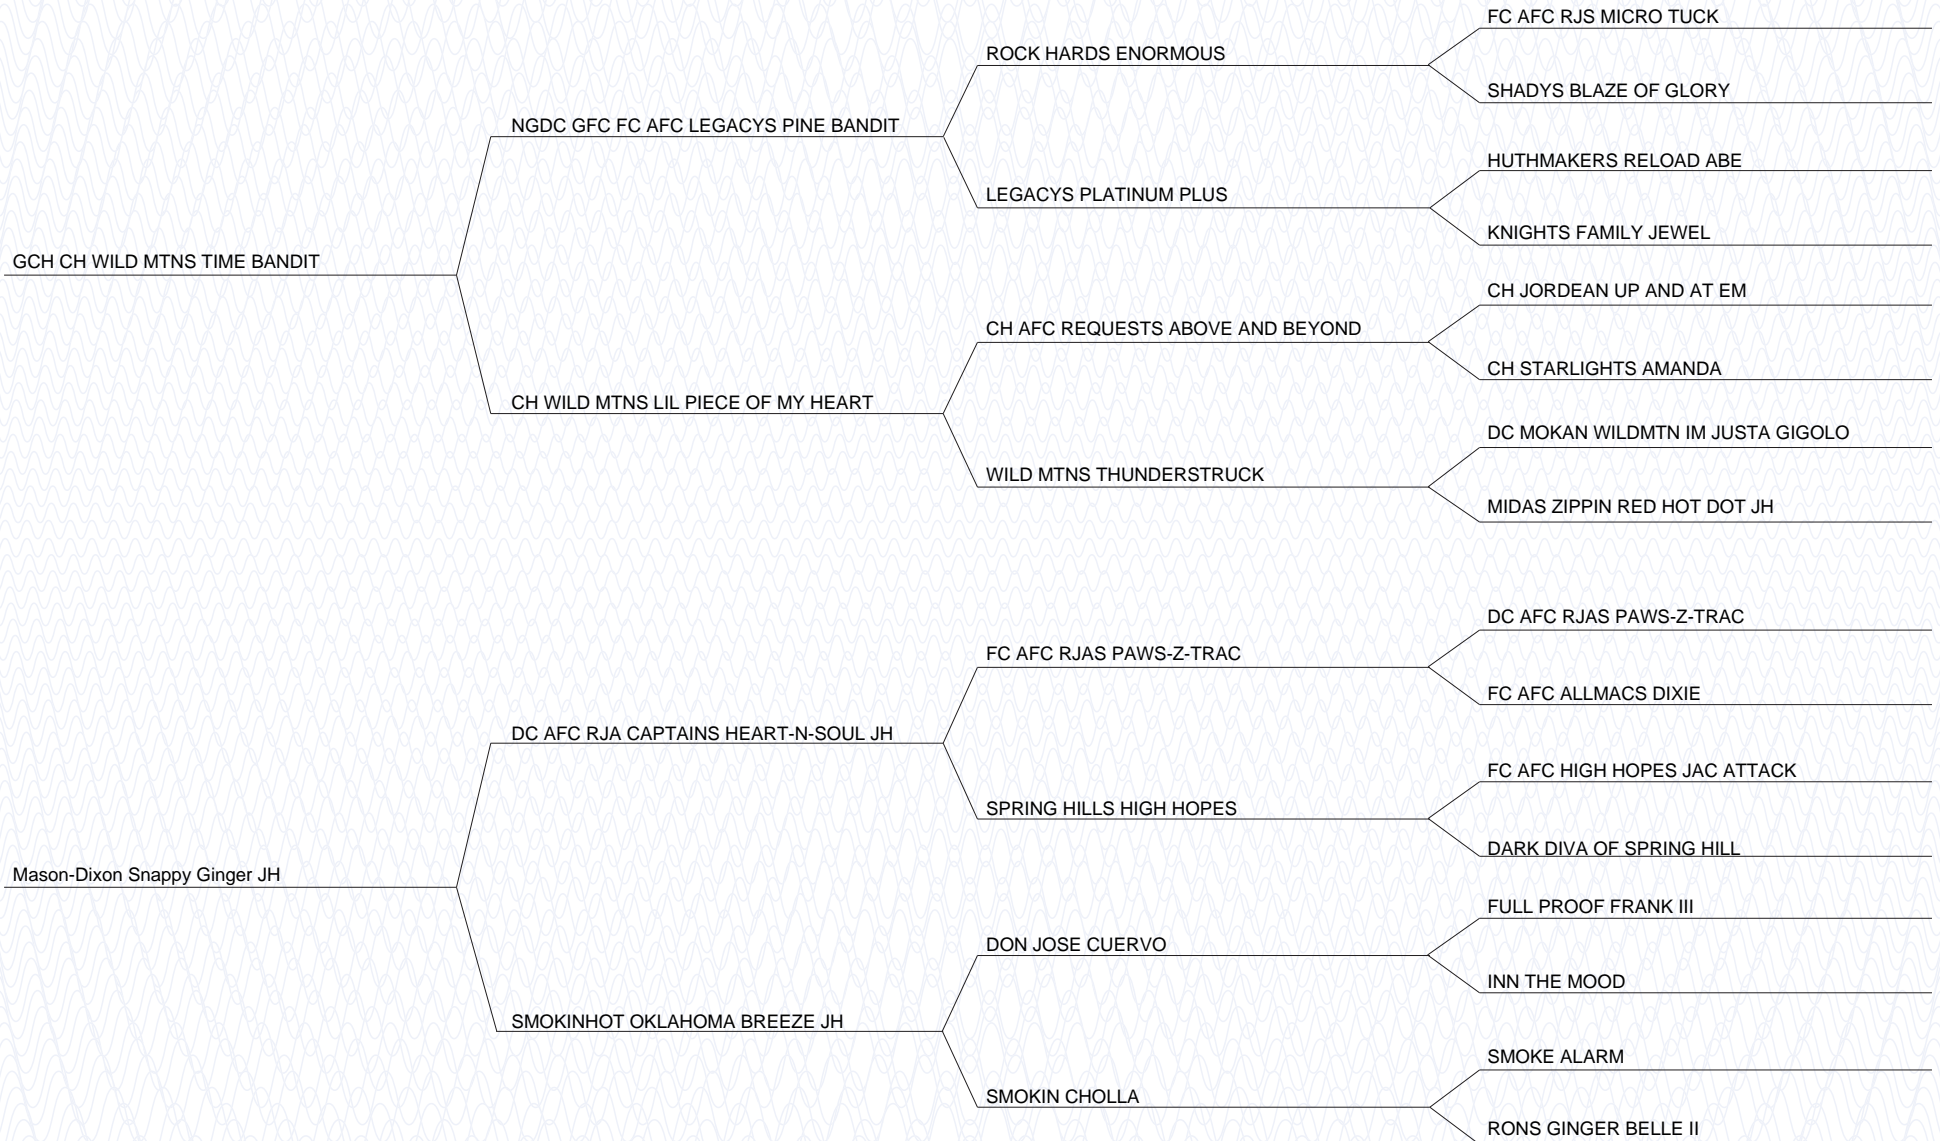 FC AFC RJS MICRO TUCK
ROCK HARDS ENORMOUS
SHADYS BLAZE OF GLORY
NGDC GFC FC AFC LEGACYS PINE BANDIT
HUTHMAKERS RELOAD ABE
LEGACYS PLATINUM PLUS
KNIGHTS FAMILY JEWEL
GCH CH WILD MTNS TIME BANDIT
CH JORDEAN UP AND AT EM
CH AFC REQUESTS ABOVE AND BEYOND
CH STARLIGHTS AMANDA
CH WILD MTNS LIL PIECE OF MY HEART
DC MOKAN WILDMTN IM JUSTA GIGOLO
WILD MTNS THUNDERSTRUCK
MIDAS ZIPPIN RED HOT DOT JH
DC AFC RJAS PAWS-Z-TRAC
FC AFC RJAS PAWS-Z-TRAC
FC AFC ALLMACS DIXIE
DC AFC RJA CAPTAINS HEART-N-SOUL JH
FC AFC HIGH HOPES JAC ATTACK
SPRING HILLS HIGH HOPES
DARK DIVA OF SPRING HILL
Mason-Dixon Snappy Ginger JH
FULL PROOF FRANK III
DON JOSE CUERVO
INN THE MOOD
SMOKINHOT OKLAHOMA BREEZE JH
SMOKE ALARM
SMOKIN CHOLLA
RONS GINGER BELLE II